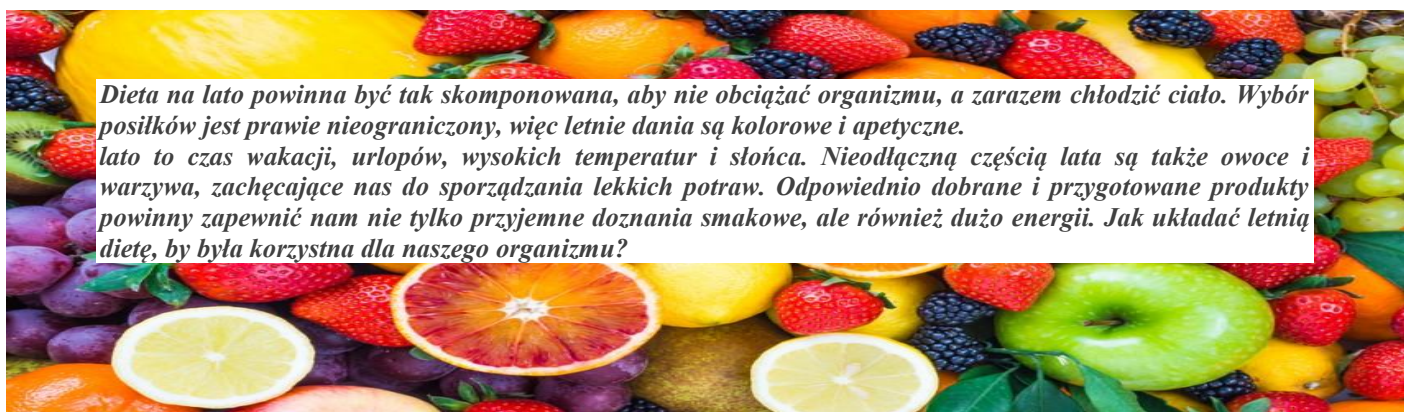 Dieta na lato powinna być tak skomponowana, aby nie obciążać organizmu, a zarazem chłodzić ciało. Wybór
posiłków jest prawie nieograniczony, więc letnie dania są kolorowe i apetyczne.
lato to czas wakacji, urlopów, wysokich temperatur i słońca. Nieodłączną częścią lata są także owoce i
warzywa, zachęcające nas do sporządzania lekkich potraw. Odpowiednio dobrane i przygotowane produkty
powinny zapewnić nam nie tylko przyjemne doznania smakowe, ale również dużo energii. Jak układać letnią
dietę, by była korzystna dla naszego organizmu?